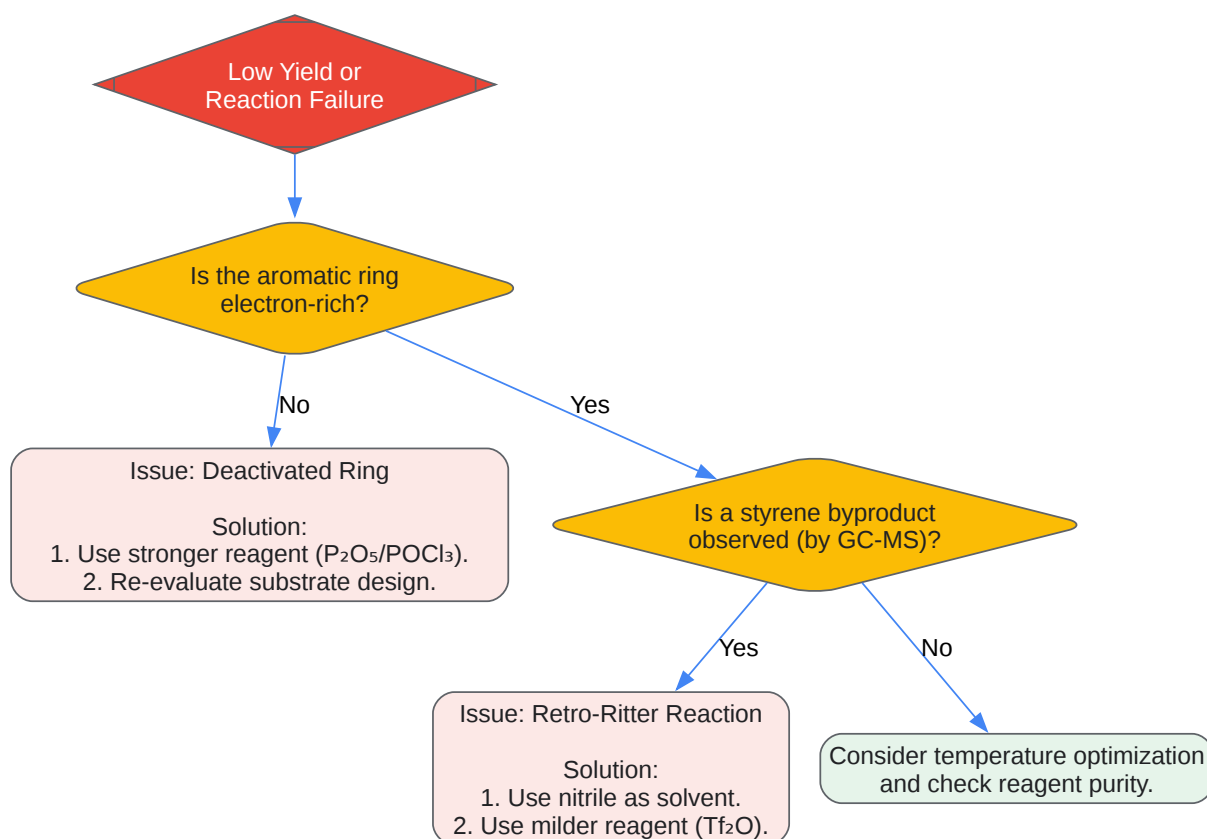 Low Yield or
Reaction Failure
Is the aromatic ring
electron-rich?
No
Yes
Issue: Deactivated Ring
Solution:
1. Use stronger reagent (P₂O₅/POCl₃).
2. Re-evaluate substrate design.
Is a styrene byproduct
observed (by GC-MS)?
Yes
No
Issue: Retro-Ritter Reaction
Solution:
1. Use nitrile as solvent.
2. Use milder reagent (Tf₂O).
Consider temperature optimization
and check reagent purity.